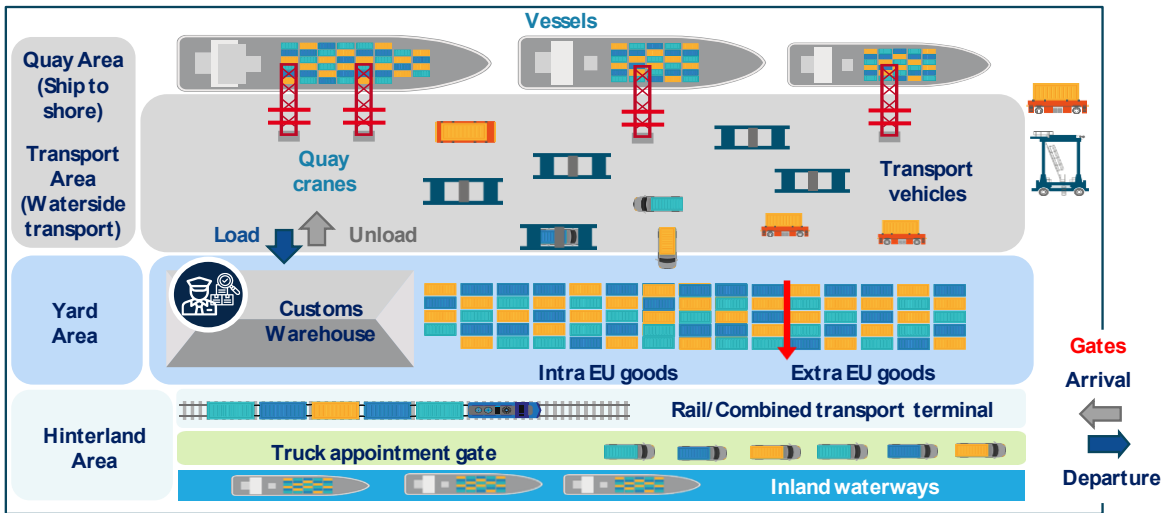 Vessels
Quay Area
(Ship to
shore)
Transport
Area
(Waterside
transport)
Quay
cranes
Transport
vehicles
Load
Unload
Yard
Area
Customs
Warehouse
Intra EU goods
Extra EU goods
Gates
Arrival
Departure
Hinterland
Area
Rail/Combined transport terminal
Truck appointment gate
Inland waterways